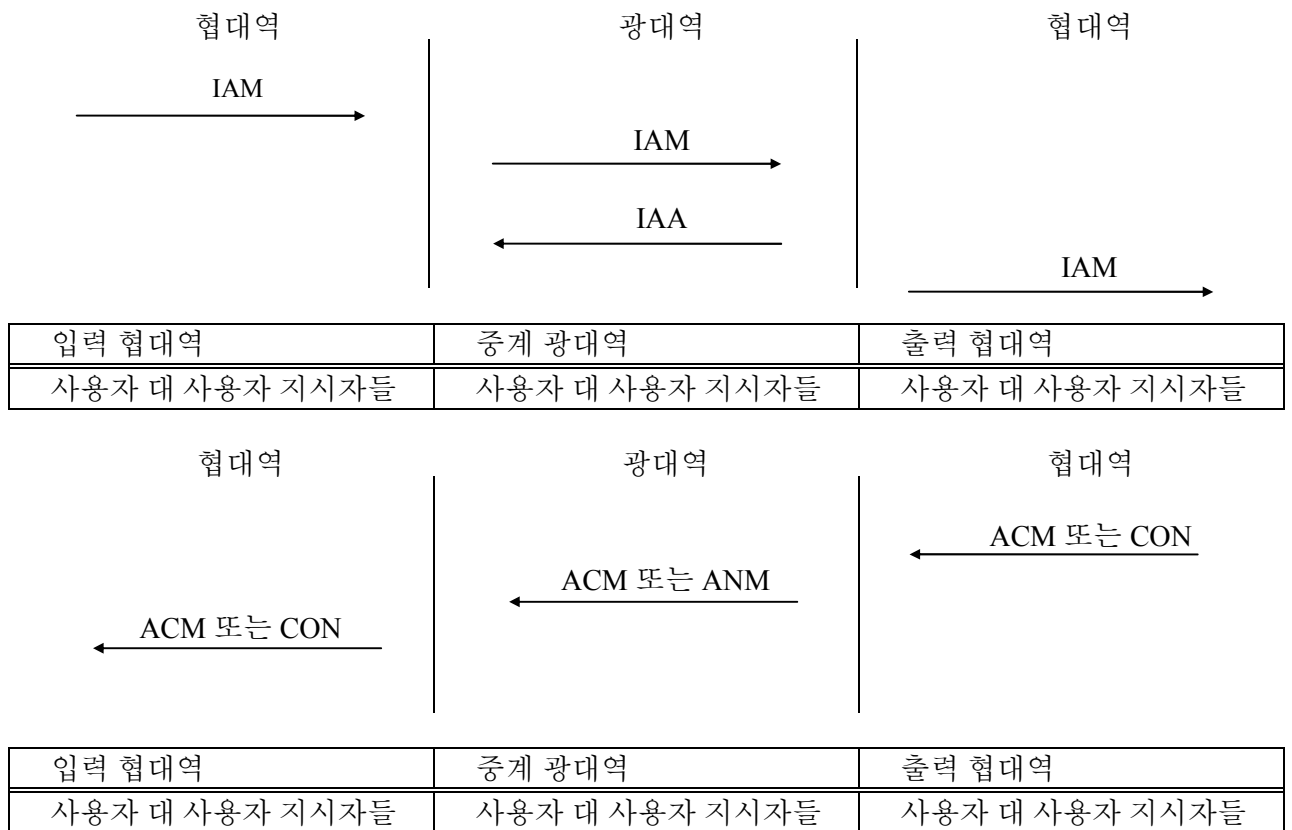 협대역 광대역 협대역
IAM
IAM
IAA
IAM
입력 협대역 중계 광대역 출력 협대역
사용자 대 사용자 지시자들 사용자 대 사용자 지시자들 사용자 대 사용자 지시자들
협대역 광대역 협대역
ACM 또는 CON
ACM 또는 ANM
ACM 또는 CON
입력 협대역 중계 광대역 출력 협대역
사용자 대 사용자 지시자들 사용자 대 사용자 지시자들 사용자 대 사용자 지시자들